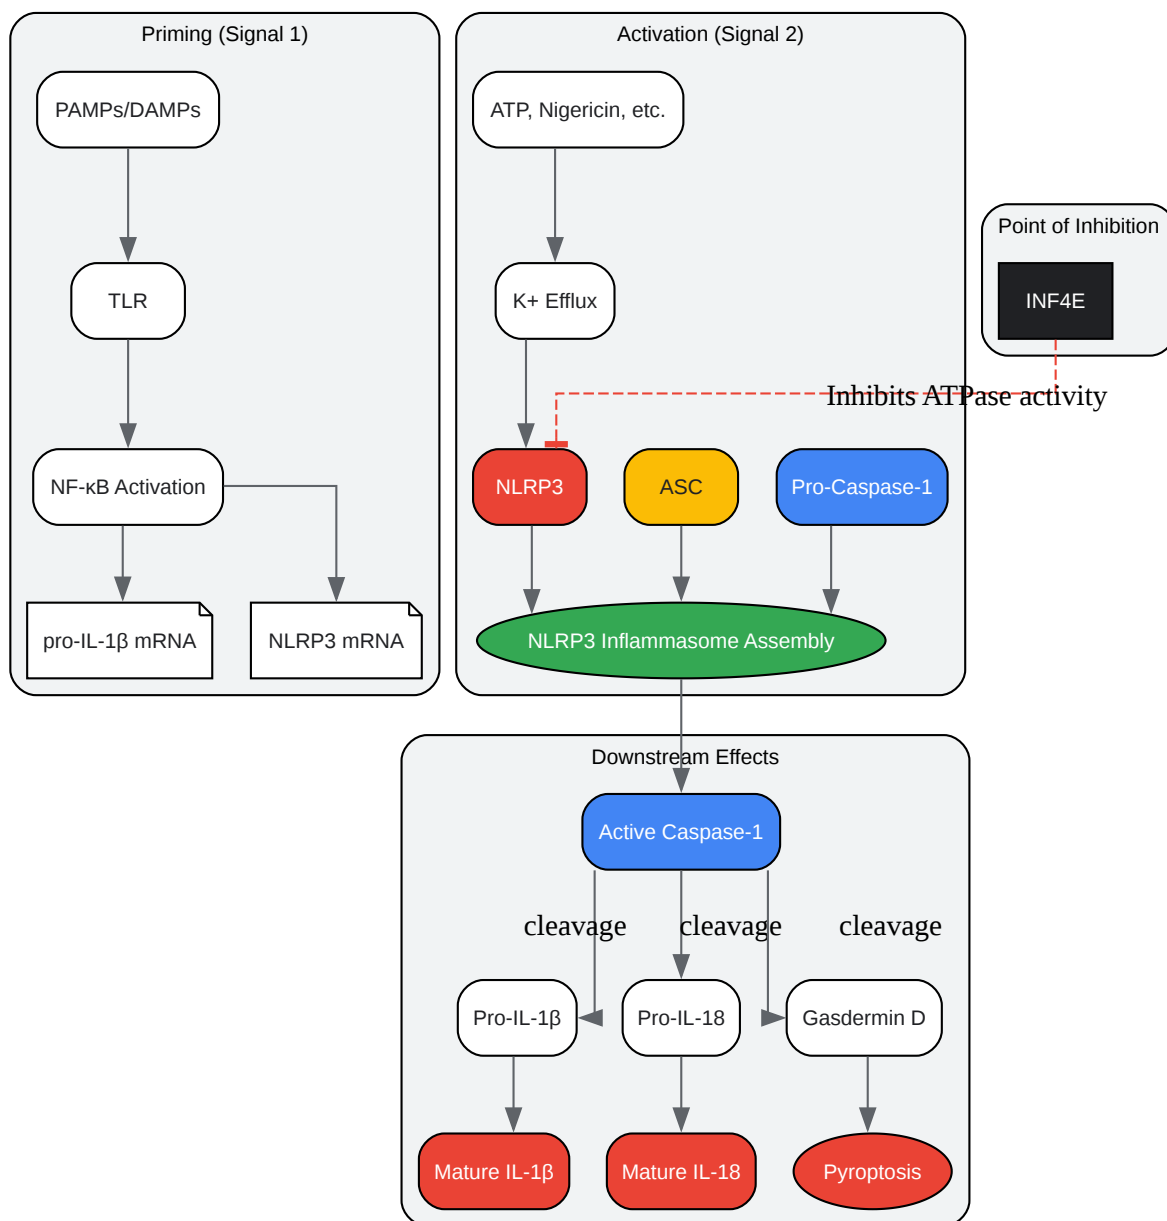 Priming (Signal 1)
PAMPs/DAMPs
TLR
NF-κB Activation
pro-IL-1β mRNA
NLRP3 mRNA
Activation (Signal 2)
ATP, Nigericin, etc.
K+ Efflux
NLRP3
ASC
Pro-Caspase-1
NLRP3 Inflammasome Assembly
Point of Inhibition
INF4E
Inhibits ATPase activity
Downstream Effects
Active Caspase-1
cleavage
cleavage
cleavage
Pro-IL-1β
Pro-IL-18
Gasdermin D
Mature IL-1β
Mature IL-18
Pyroptosis